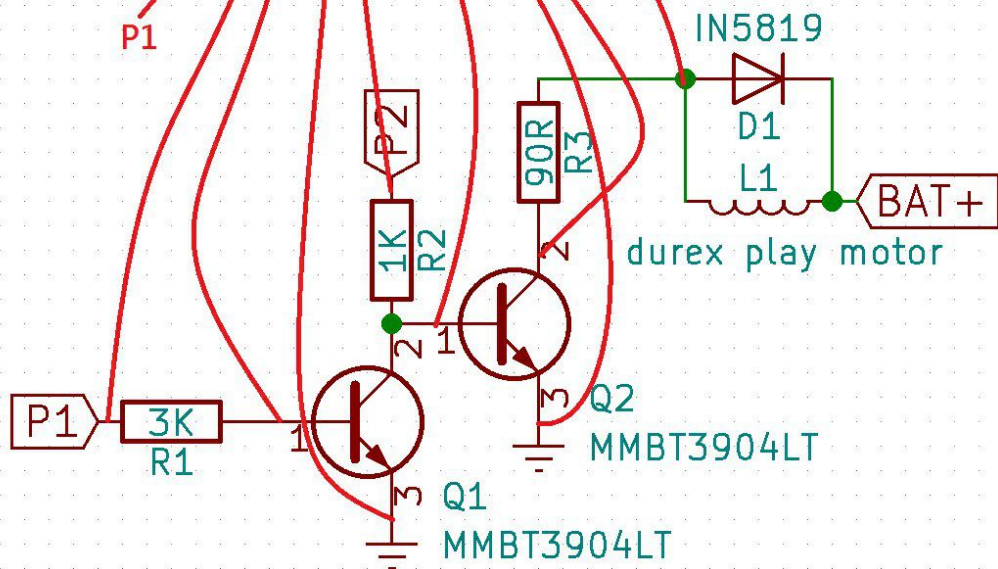 P1
IN5819
P2
90R
R3
D1
1K
R2
L1
BAT+
durex play motor
2
1
2
3
Q2
MMBT3904LT
P1
3K
R1
1
3
Q1
MMBT3904LT